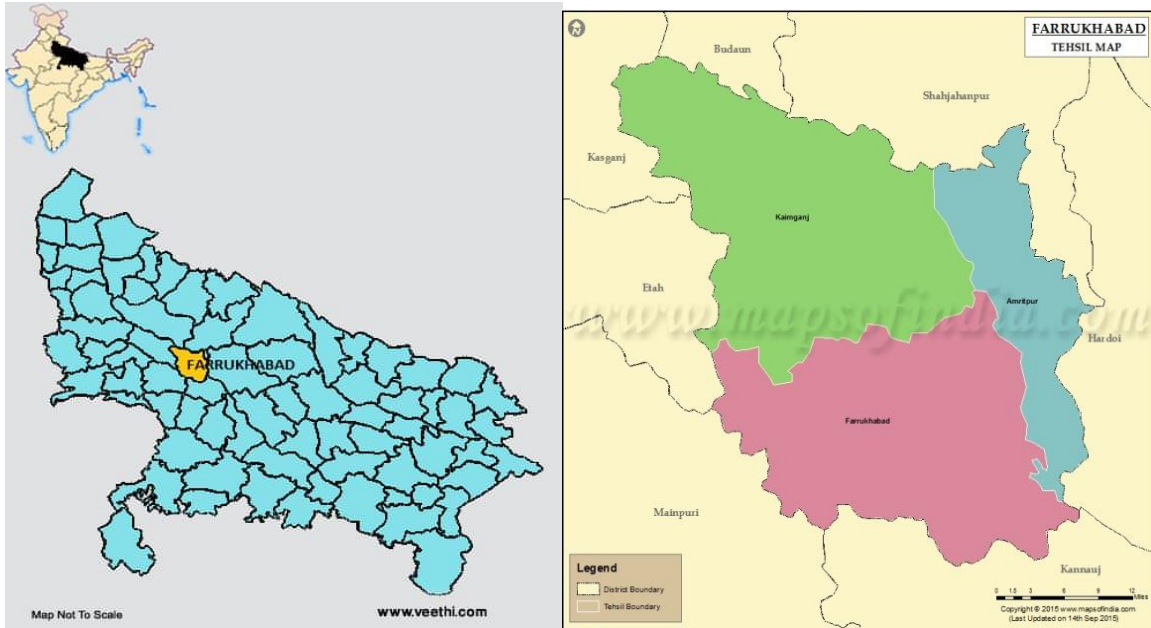 FARRUKHABAD
Map Not To Scale
www.veethi.com
FARRUKHABAD
TEHSIL MAP
N
Budaun
Shahjahanpur
Kasganj
Kaimganj
Etah
Amritpur
www.mapsofindia.com
Hardoi
Farrukhabad
Mainpuri
Kannauj
Legend
District Boundary
Tehsil Boundary
0 1.5 3 6 9 12
Miles
Copyright © 2015 www.mapsofindia.com
(Last Updated on 14th Sep 2015)